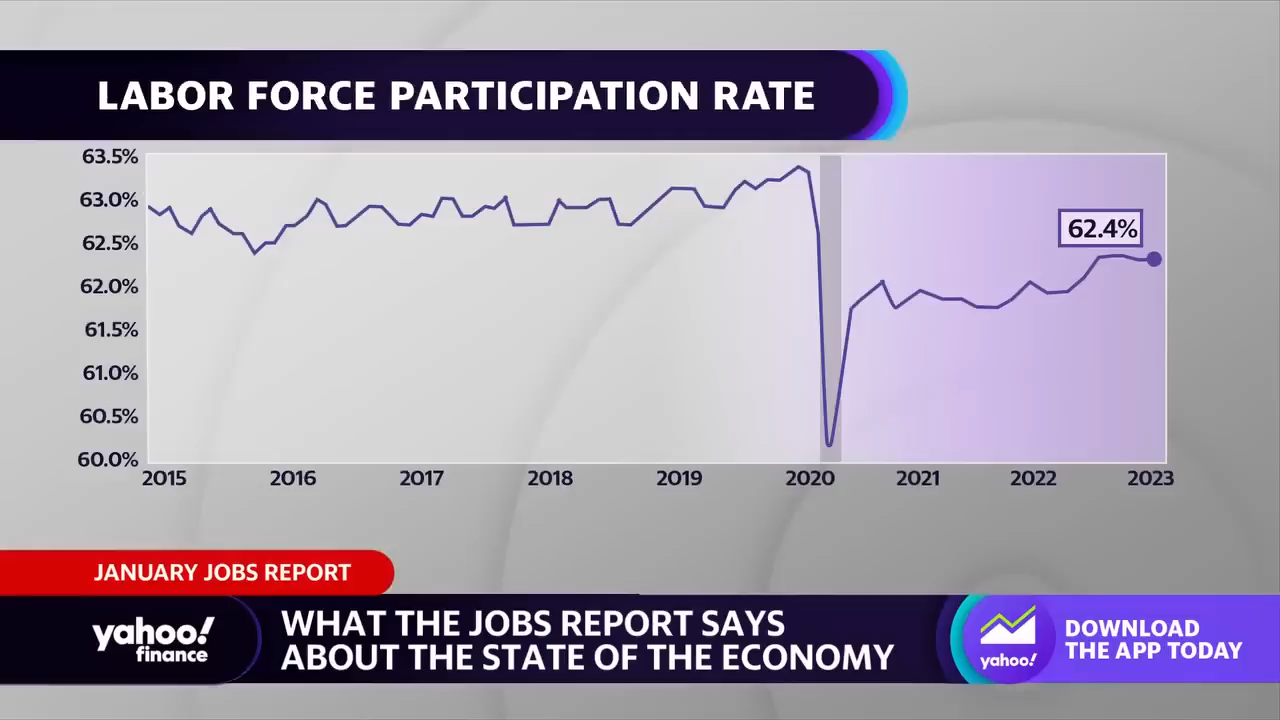 LABOR FORCE PARTICIPATION RATE
63.5%
63.0%
62.5%
62.0%
61.5%
61.0%
60.5%
60.0%
62.4%
2015 2016 2017 2018 2019 2020 2021 2022 2023
JANUARY JOBS REPORT
yahoo!
finance
WHAT THE JOBS REPORT SAYS
ABOUT THE STATE OF THE ECONOMY
yahoo!
DOWNLOAD
THE APP TODAY